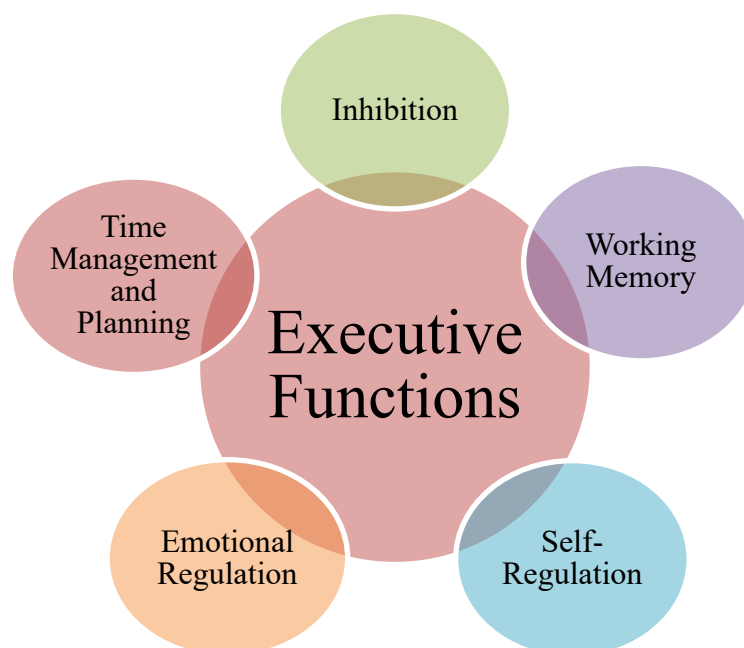 Inhibition
Working
Memory
Self-
Regulation
Emotional
Regulation
Time
Management
and
Planning
Executive
Functions